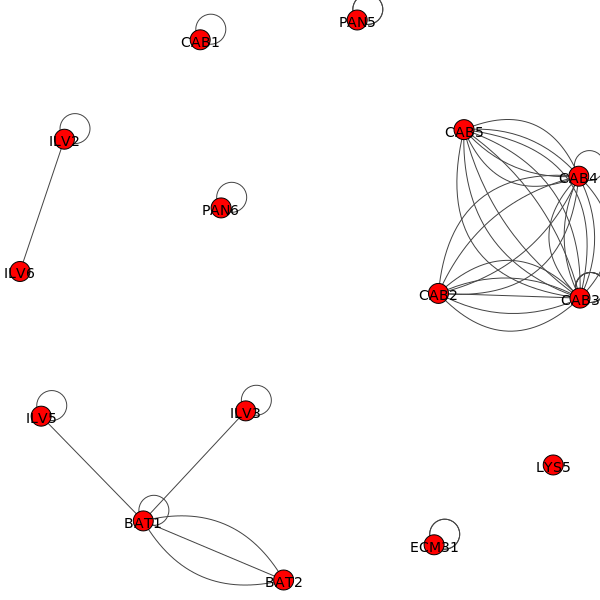 PAN5
CAB1
CAB5
ILV2
CAB4
PAN6
ILV6
CAB2
CAB3
ILV3
ILV5
LYS5
BAT1
ECM31
BAT2